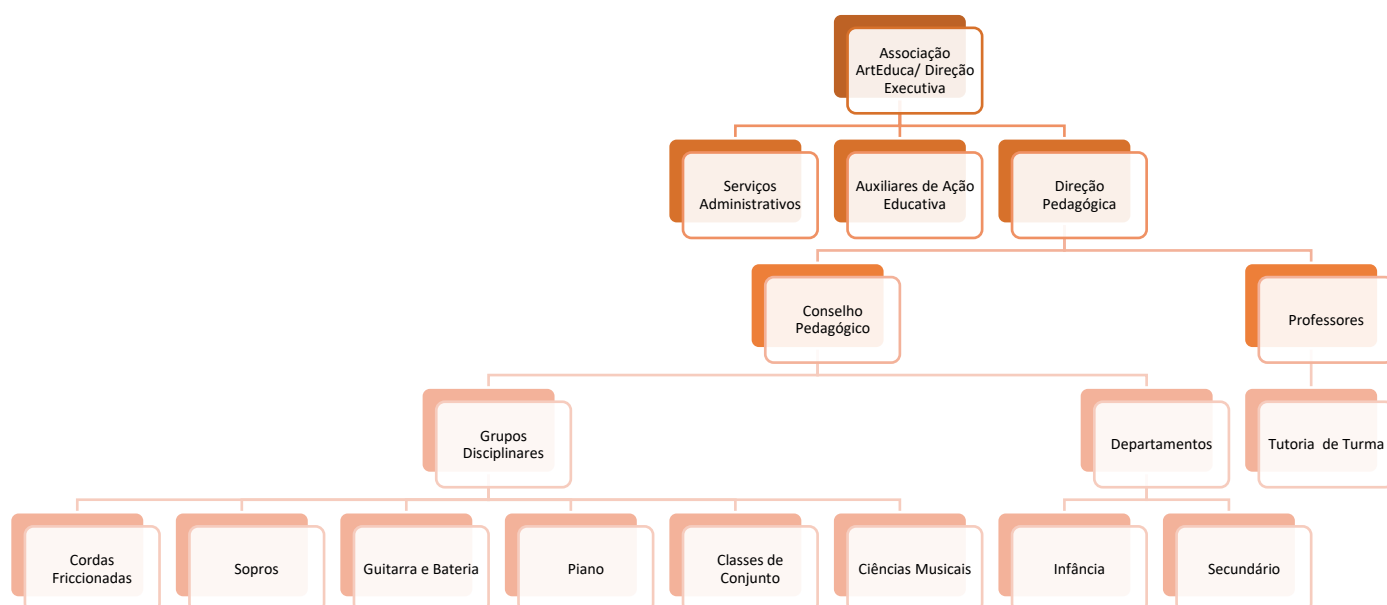 Associação
ArtEduca/ Direção
Executiva
Serviços
Administrativos
Auxiliares de Ação
Educativa
Direção
Pedagógica
Conselho
Pedagógico
Professores
Grupos
Disciplinares
Departamentos
Tutoria  de Turma
Cordas
Friccionadas
Sopros
Guitarra e Bateria
Piano
Classes de
Conjunto
Ciências Musicais
Infância
Secundário